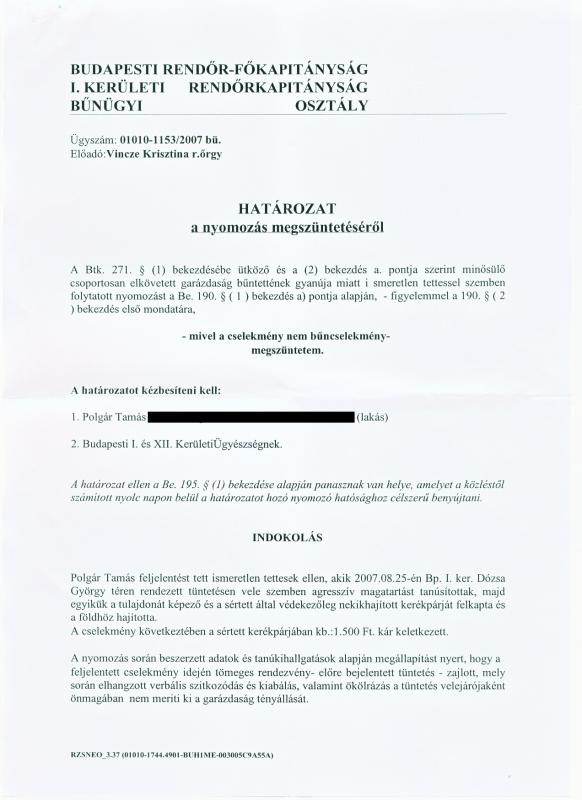 BUDAPESTI RENDŐR-FŐKAPITÁNYSÁG
I. KERÜLETI RENDŐRKAPITÁNYSÁG
BŰNÜGYI OSZTÁLY
Ügyszám: 01010-1153/2007 bü.
Előadó:Vincze Krisztina r.őrgy
HATÁROZAT
a nyomozás megszüntetéséről
A Btk. 271. § (1) bekezdésébe ütköző és a (2) bekezdés a. pontja szerint minősülő
csoportosan elkövetett garázdaság bűntettének gyanúja miatt i smeretlen tettessel szemben
folytatott nyomozást a Be. 190. § ( 1 ) bekezdés a) pontja alapján, - figyelemmel a 190. § ( 2
) bekezdés első mondatára,
- mivel a cselekmény nem bűncselekmény-
megszüntetem.
A határozatot kézbesíteni kell:
1. Polgár Tamás (lakás)
2. Budapesti I. és XII. KerületiÜgyészségnek.
A határozat ellen a Be. 195. § (1) bekezdése alapján panasznak van helye, amelyet a közléstől
számított nyolc napon belül a határozatot hozó nyomozó hatósághoz célszerű benyújtani.
INDOKOLÁS
Polgár Tamás feljelentést tett ismeretlen tettesek ellen, akik 2007.08.25-én Bp. I. ker. Dózsa
György téren rendezett tüntetésen vele szemben agresszív magatartást tanúsítottak, majd
egyikük a tulajdonát képező és a sértett által védekezőleg nekikhajított kerékpárját felkapta és
a földhöz hajította.
A cselekmény következtében a sértett kerékpárjában kb.:1.500 Ft. kár keletkezett.
A nyomozás során beszerzett adatok és tanúkihallgatások alapján megállapítást nyert, hogy a
feljelentett cselekmény idején tömeges rendezvény- előre bejelentett tüntetés - zajlott, mely
során elhangzott verbális szitkozódás és kiabálás, valamint ökölrázás a tüntetés velejárójaként
önmagában nem meríti ki a garázdaság tényállását.
RZSNEO_3.37 (01010-1744.4901-BUH1ME-003005C9A55A)